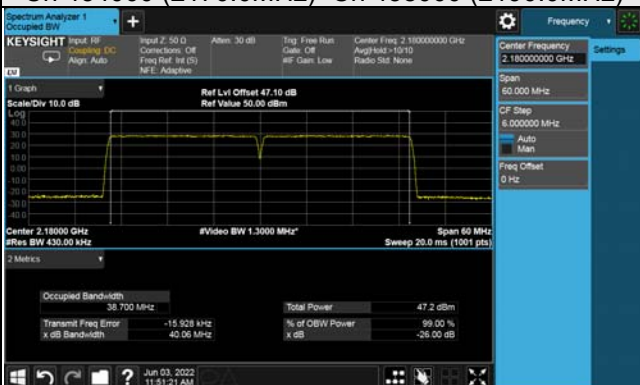 Spectrum Analyzer 1
Occupied BW
Frequency
KEYSIGHT
Input: RF
Coupling: DC
Align: Auto
Input Z: 50 Ω
Corrections: Off
Freq Ref: Int (S)
NFE: Adaptive
Atten: 30 dB
Trig: Free Run
Gate: Off
#IF Gain: Low
Center Freq: 2.180000000 GHz
Avg|Hold:>10/10
Radio Std: None
Center Frequency
2.180000000 GHz
Settings
Span
60.000 MHz
CF Step
6.000000 MHz
Auto
Man
Freq Offset
0 Hz
1 Graph
Scale/Div 10.0 dB
Ref Lvl Offset 47.10 dB
Ref Value 50.00 dBm
Log
40.0
30.0
20.0
10.0
0.00
-10.0
-20.0
-30.0
-40.0
Center 2.18000 GHz
#Video BW 1.3000 MHz*
Span 60 MHz
#Res BW 430.00 kHz
Sweep 20.0 ms (1001 pts)
2 Metrics
Occupied Bandwidth
38.700 MHz
Total Power
47.2 dBm
Transmit Freq Error
-15.928 kHz
% of OBW Power
99.00 %
x dB Bandwidth
40.06 MHz
x dB
-26.00 dB
?
Jun 03, 2022
11:51:21 AM